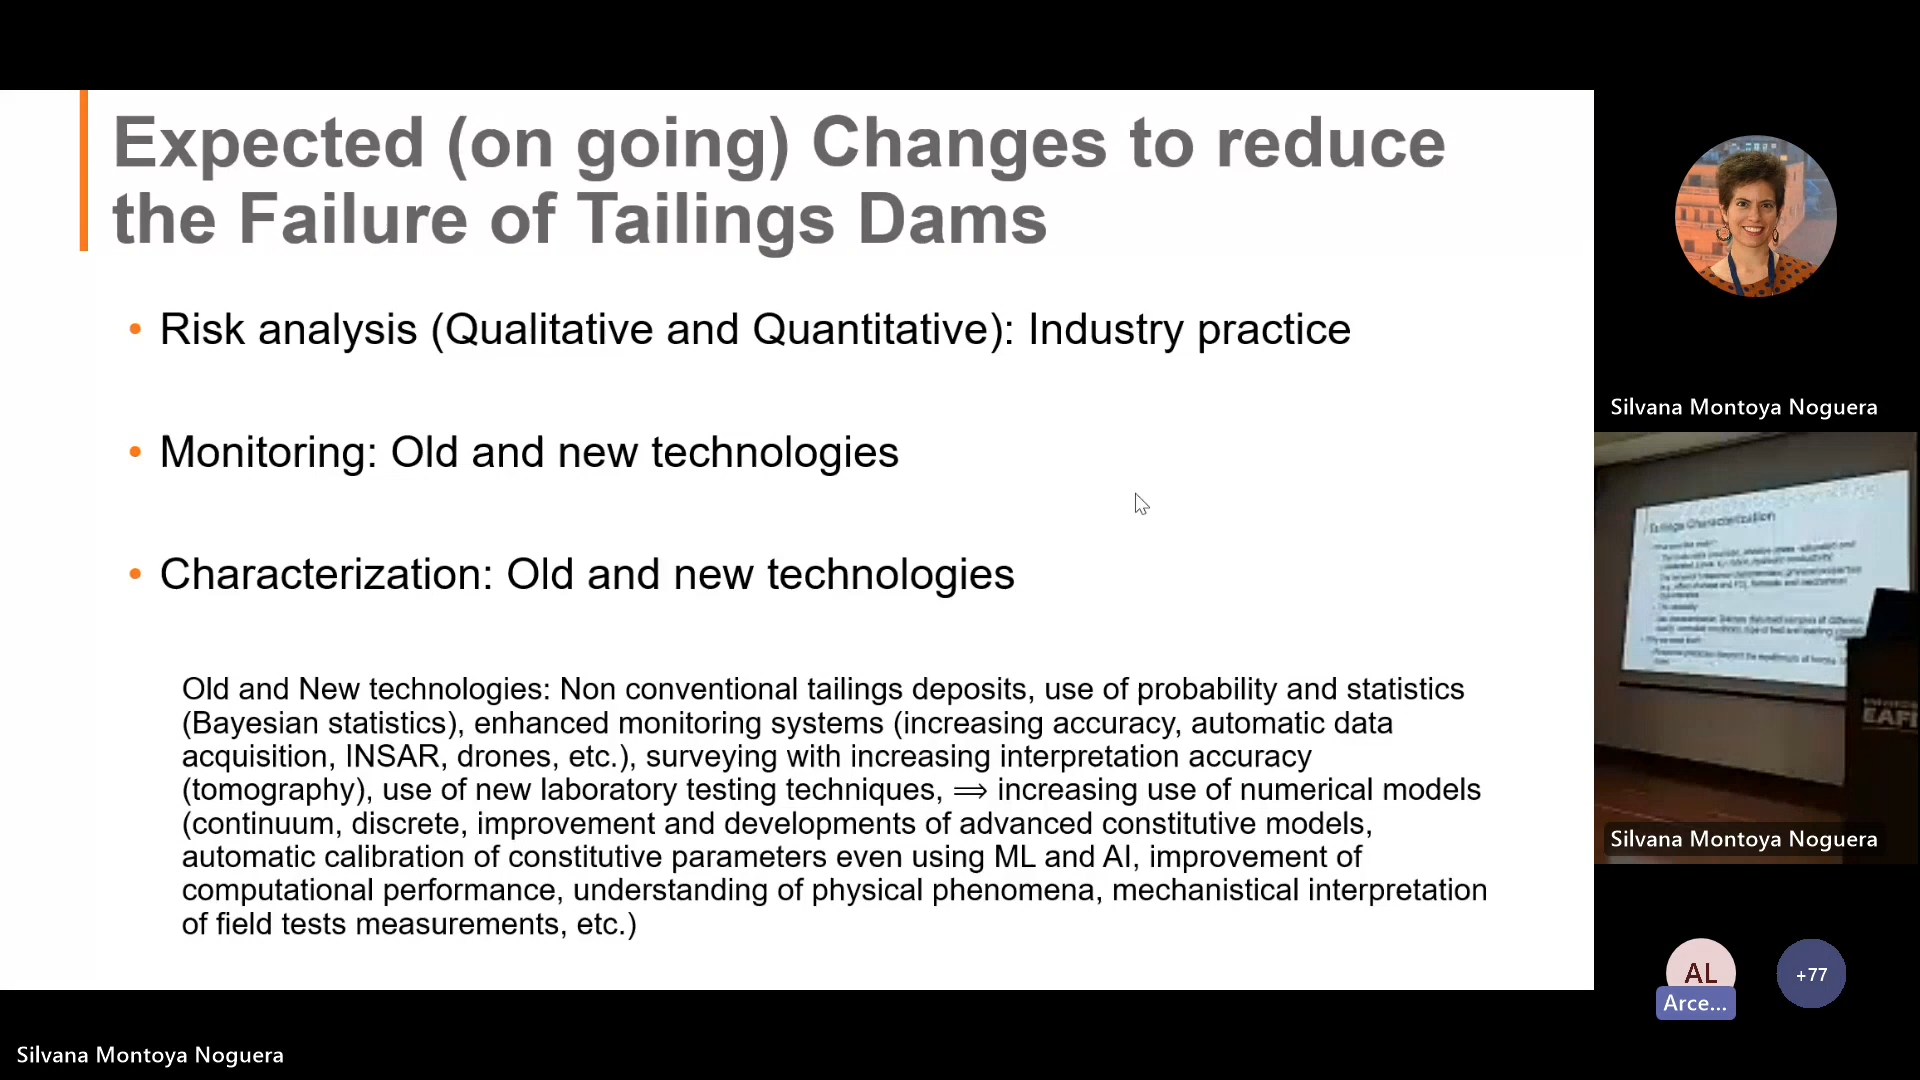 Expected (on going) Changes to reduce
the Failure of Tailings Dams
• Risk analysis (Qualitative and Quantitative): Industry practice
• Monitoring: Old and new technologies
• Characterization: Old and new technologies
Old and New technologies: Non conventional tailings deposits, use of probability and statistics
(Bayesian statistics), enhanced monitoring systems (increasing accuracy, automatic data
acquisition, INSAR, drones, etc.), surveying with increasing interpretation accuracy
(tomography), use of new laboratory testing techniques, ⟹ increasing use of numerical models
(continuum, discrete, improvement and developments of advanced constitutive models,
automatic calibration of constitutive parameters even using ML and AI, improvement of
computational performance, understanding of physical phenomena, mechanistical interpretation
of field tests measurements, etc.)
Silvana Montoya Noguera
Tailings Characterization
EAFI
Silvana Montoya Noguera
AL
Arce...
+77
Silvana Montoya Noguera